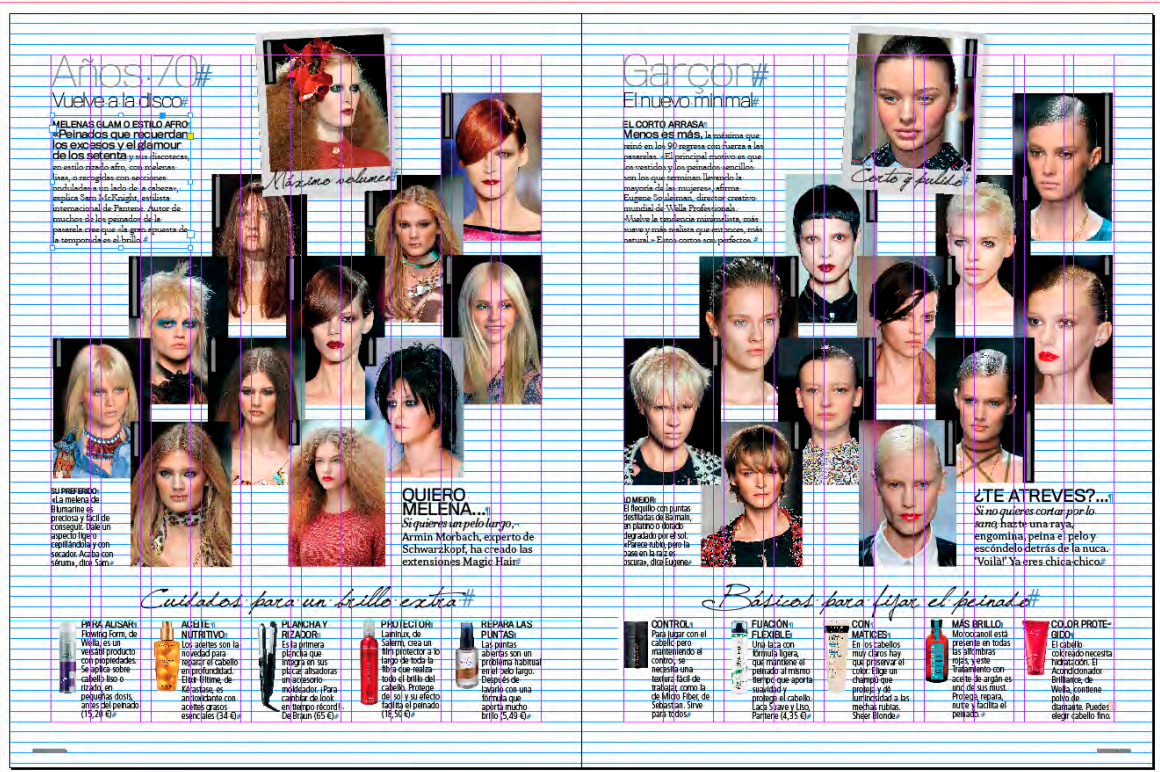 Años 70#
Vuelve a la disco#
MELENAS GLAM O ESTILO AFRO
«Peinados que recuerdan
los excesos y el glamour
de los setenta y sus discotecas,
en estilo rizado afro, con melenas
lisas, o recogidas con secciones
onduladas a un lado de la cabeza»,
explica Sam McKnight, estilista
internacional de Pantene. Autor de
muchos de los peinados de la
pasarela cree que «la gran apuesta de
la temporada es el brillo.#
Máximo volumen#
SU PREFERIDO:
«La melena de
Blumarine es
preciosa y fácil de
conseguir. Dale un
aspecto ligero
cepillándola y con
secador. Acaba con
sérum», dice Sam.#
QUIERO
MELENA...¶
Si quieres un pelo largo,
Armin Morbach, experto de
Schwarzkopf, ha creado las
extensiones Magic Hair#
Cuidados para un brillo extra#
PARA ALISAR¶
Flowing Form, de
Wella, es un
versátil producto
con propiedades.
Se aplica sobre
cabello liso o
rizado, en
pequeñas dosis,
antes del peinado
(15,20 €)#
ACEITE¶
NUTRITIVO¶
Los aceites son la
novedad para
reparar el cabello
en profundidad.
Elixir Ultime, de
Kérastase, es
antioxidante con
aceites grasos
esenciales (34 €)#
PLANCHA Y
RIZADOR¶
Es la primera
plancha que
integra en sus
placas alisadoras
un accesorio
moldeador. ¡Para
cambiar de look
en tiempo récord!
De Braun (65 €)#
PROTECTOR¶
Laminux, de
Salerm, crea un
film protector a lo
largo de toda la
fibra que realza
todo el brillo del
cabello. Protege
del sol y su efecto
facilita el peinado
(18,50 €)#
REPARA LAS
PUNTAS¶
Las puntas
abiertas son un
problema habitual
en el pelo largo.
Después de
lavarlo con una
fórmula que
aporta mucho
brillo (5,49 €)#
Garçon#
El nuevo minimal#
EL CORTO ARRASA¶
Menos es más, la máxima que
reinó en los 90 regresa con fuerza a las
pasarelas. «El principal motivo es que
los vestidos y los peinados sencillos
son los que terminan llevando la
mayoría de las mujeres», afirma
Eugene Souleiman, director creativo
mundial de Wella Professionals.
«Vuelve la tendencia minimalista, más
suave y más realista que entonces, más
natural.» Estos cortos son perfectos.#
Corto y pulido#
LO MEJOR:
El flequillo con puntas
desfiladas de Balmain,
en platino o dorado
degradado por el sol.
«Parece rubio, pero la
base en la raíz es
oscura», dice Eugene#
¿TE ATREVES?...¶
Si no quieres cortar por lo
sano, hazte una raya,
engomina, peina el pelo y
escóndelo detrás de la nuca.
'Voilà!' Ya eres chica-chico.#
Básicos para fijar el peinado#
CONTROL¶
Para jugar con el
cabello pero
manteniendo el
control, se
necesita una
textura fácil de
trabajar, como la
de Micro Fiber, de
Sebastian. Sirve
para todos#
FIJACIÓN
FLEXIBLE¶
Una laca con
fórmula ligera,
que mantiene el
peinado al mismo
tiempo que aporta
suavidad y
protege el cabello.
Laca Suave y Liso,
Pantene (4,35 €)#
CON
MATICES¶
En los cabellos
muy claros hay
que preservar el
color. Elige un
champú que
proteja y dé
luminosidad a las
mechas rubias.
Sheer Blonde#
MÁS BRILLO¶
Moroccanoil está
presente en todas
las alfombras
rojas, y este
Tratamiento con
aceite de argán es
uno de sus must.
Protege, repara,
nutre y facilita el
peinado.#
COLOR PROTE-
GIDO¶
El cabello
coloreado necesita
hidratación. El
Acondicionador
Brilliance, de
Wella, contiene
polvo de
diamante. Puedes
elegir cabello fino.